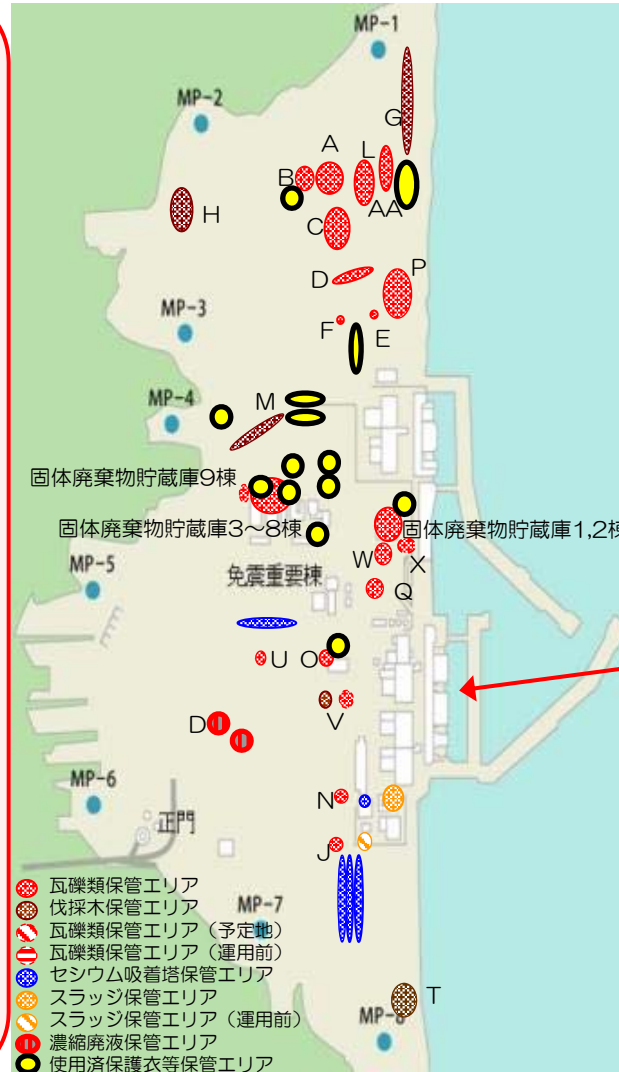 MP-1
MP-2
G
A
L
B
AA
H
C
D
P
MP-3
F
E
MP-4
M
固体廃棄物貯蔵庫9棟
固体廃棄物貯蔵庫3～8棟
固体廃棄物貯蔵庫1,2棟
W
X
MP-5
免震重要棟
Q
U
O
V
D
MP-6
N
正門
J
瓦礫類保管エリア
伐採木保管エリア
MP-7
瓦礫類保管エリア（予定地）
瓦礫類保管エリア（運用前）
セシウム吸着塔保管エリア
スラッジ保管エリア
T
スラッジ保管エリア（運用前）
MP-8
濃縮廃液保管エリア
使用済保護衣等保管エリア